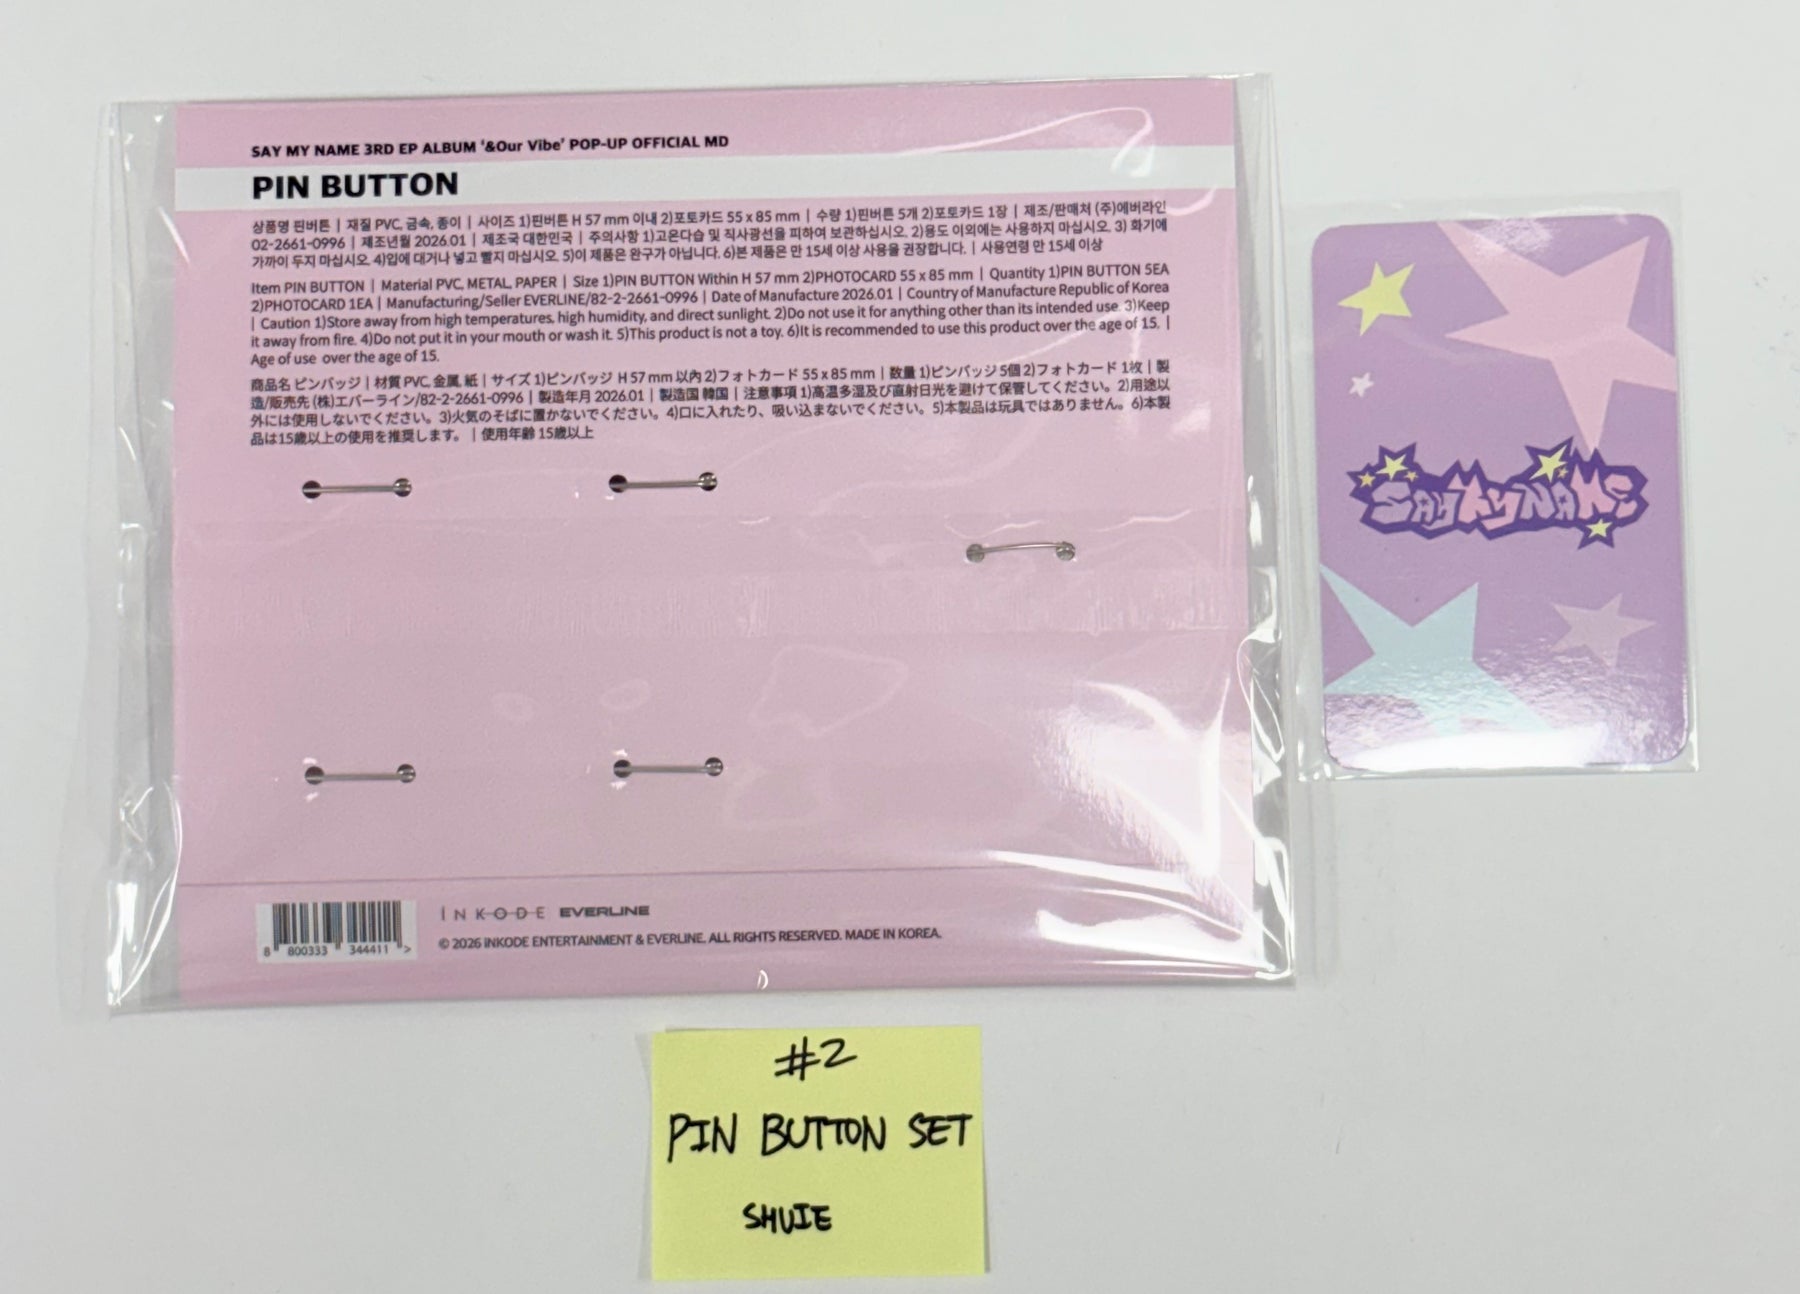 SAY MY NAME 3RD EP ALBUM '&Our Vibe' POP-UP OFFICIAL MD
PIN BUTTON
상품명 핀버튼 | 재질 PVC, 금속, 종이 | 사이즈 1)핀버튼 H 57 mm 이내 2)포토카드 55 x 85 mm | 수량 1)핀버튼 5개 2)포토카드 1장 | 제조/판매처 (주)에버라인
02-2661-0996 | 제조년월 2026.01 | 제조국 대한민국 | 주의사항 1)고온다습 및 직사광선을 피하여 보관하십시오. 2)용도 이외에는 사용하지 마십시오. 3) 화기에
가까이 두지 마십시오. 4)입에 대거나 넣고 빨지 마십시오. 5)이 제품은 완구가 아닙니다. 6)본 제품은 만 15세 이상 사용을 권장합니다. | 사용연령 만 15세 이상
Item PIN BUTTON | Material PVC, METAL, PAPER | Size 1)PIN BUTTON Within H 57 mm 2)PHOTOCARD 55 x 85 mm | Quantity 1)PIN BUTTON 5EA
2)PHOTOCARD 1EA | Manufacturing/Seller EVERLINE/82-2-2661-0996 | Date of Manufacture 2026.01 | Country of Manufacture Republic of Korea
| Caution 1)Store away from high temperatures, high humidity, and direct sunlight. 2)Do not use it for anything other than its intended use. 3)Keep
it away from fire. 4)Do not put it in your mouth or wash it. 5)This product is not a toy. 6)It is recommended to use this product over the age of 15. |
Age of use over the age of 15.
商品名 ピンバッジ | 材質 PVC, 金属, 紙 | サイズ 1)ピンバッジ H 57 mm 以内 2)フォトカード 55 x 85 mm | 数量 1)ピンバッジ 5個 2)フォトカード 1枚 | 製
造/販売先 (株)エバーライン/82-2-2661-0996 | 製造年月 2026.01 | 製造国 韓国 | 注意事項 1)高温多湿及び直射日光を避けて保管してください。2)用途以
外には使用しないでください。3)火気のそばに置かないでください。4)口に入れたり、吸い込まないでください。5)本製品は玩具ではありません。6)本製
品は15歳以上の使用を推奨します。 | 使用年齢 15歳以上
SAYMYNAME
8 800333 344411 >
INKODE EVERLINE
© 2026 INKODE ENTERTAINMENT & EVERLINE. ALL RIGHTS RESERVED. MADE IN KOREA.
#2
PIN BUTTON SET
SHUIE